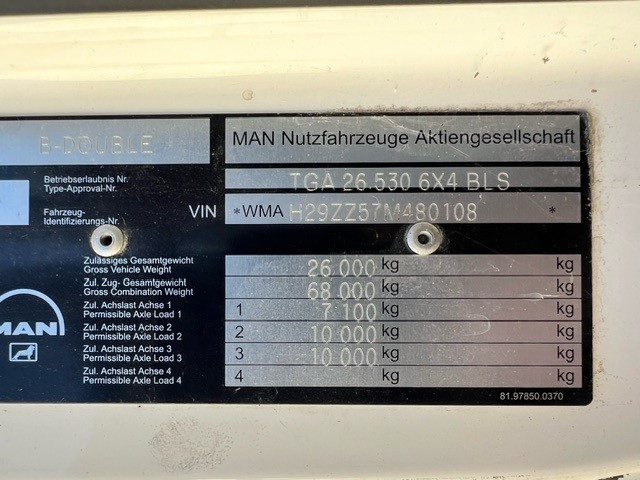 B-DOUBLE
MAN Nutzfahrzeuge Aktiengesellschaft
Betriebserlaubnis Nr.
Type-Approval-Nr.
TGA 26.530 6X4 BLS
Fahrzeug-
Identifizierungs-Nr.
VIN *WMA H29ZZ57M480108 *
Zulässiges Gesamtgewicht
Gross Vehicle Weight
26 000 kg kg
Zul. Zug- Gesamtgewicht
Gross Combination Weight
68 000 kg kg
Zul. Achslast Achse 1
Permissible Axle Load 1
1 7 100 kg kg
Zul. Achslast Achse 2
Permissible Axle Load 2
2 10 000 kg kg
Zul. Achslast Achse 3
Permissible Axle Load 3
3 10 000 kg kg
Zul. Achslast Achse 4
Permissible Axle Load 4
4 kg kg
MAN
81.97850.0370